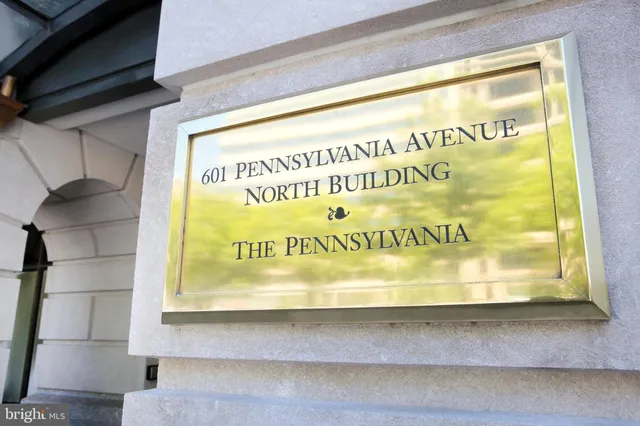 601 PENNSYLVANIA AVENUE
NORTH BUILDING
THE PENNSYLVANIA
bright MLS